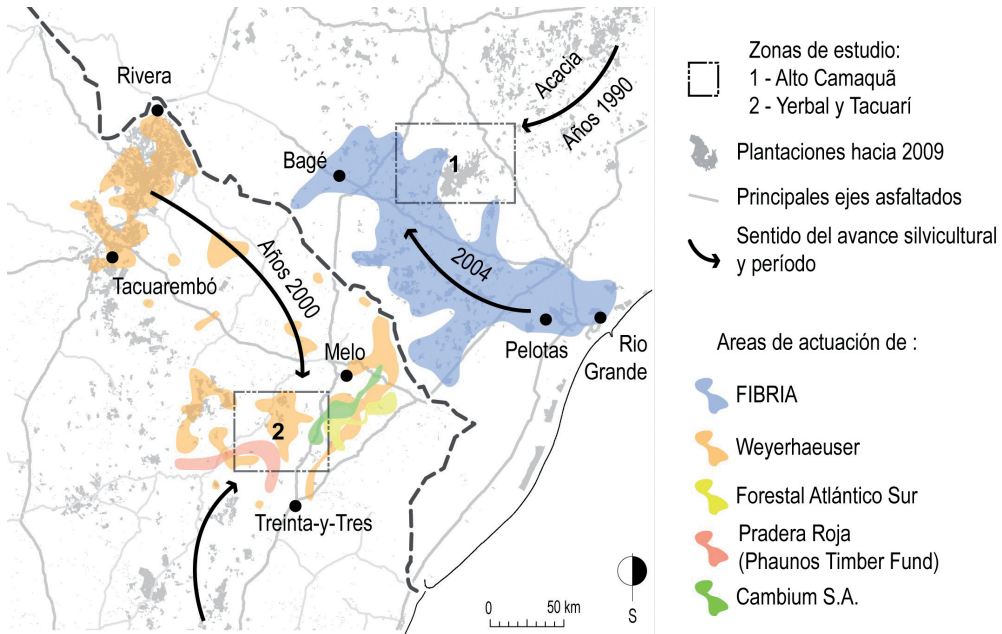 Rivera
Tacuarembó
Años 2000
Melo
2
Treinta-y-Tres
Bagé
1
Acacia
Años 1990
2004
Pelotas
Rio
Grande
0 50 km
S
Zonas de estudio:
1 - Alto Camaquã
2 - Yerbal y Tacuarí
Plantaciones hacia 2009
Principales ejes asfaltados
Sentido del avance silvicultural
y período
Areas de actuación de :
FIBRIA
Weyerhaeuser
Forestal Atlántico Sur
Pradera Roja
(Phaunos Timber Fund)
Cambium S.A.